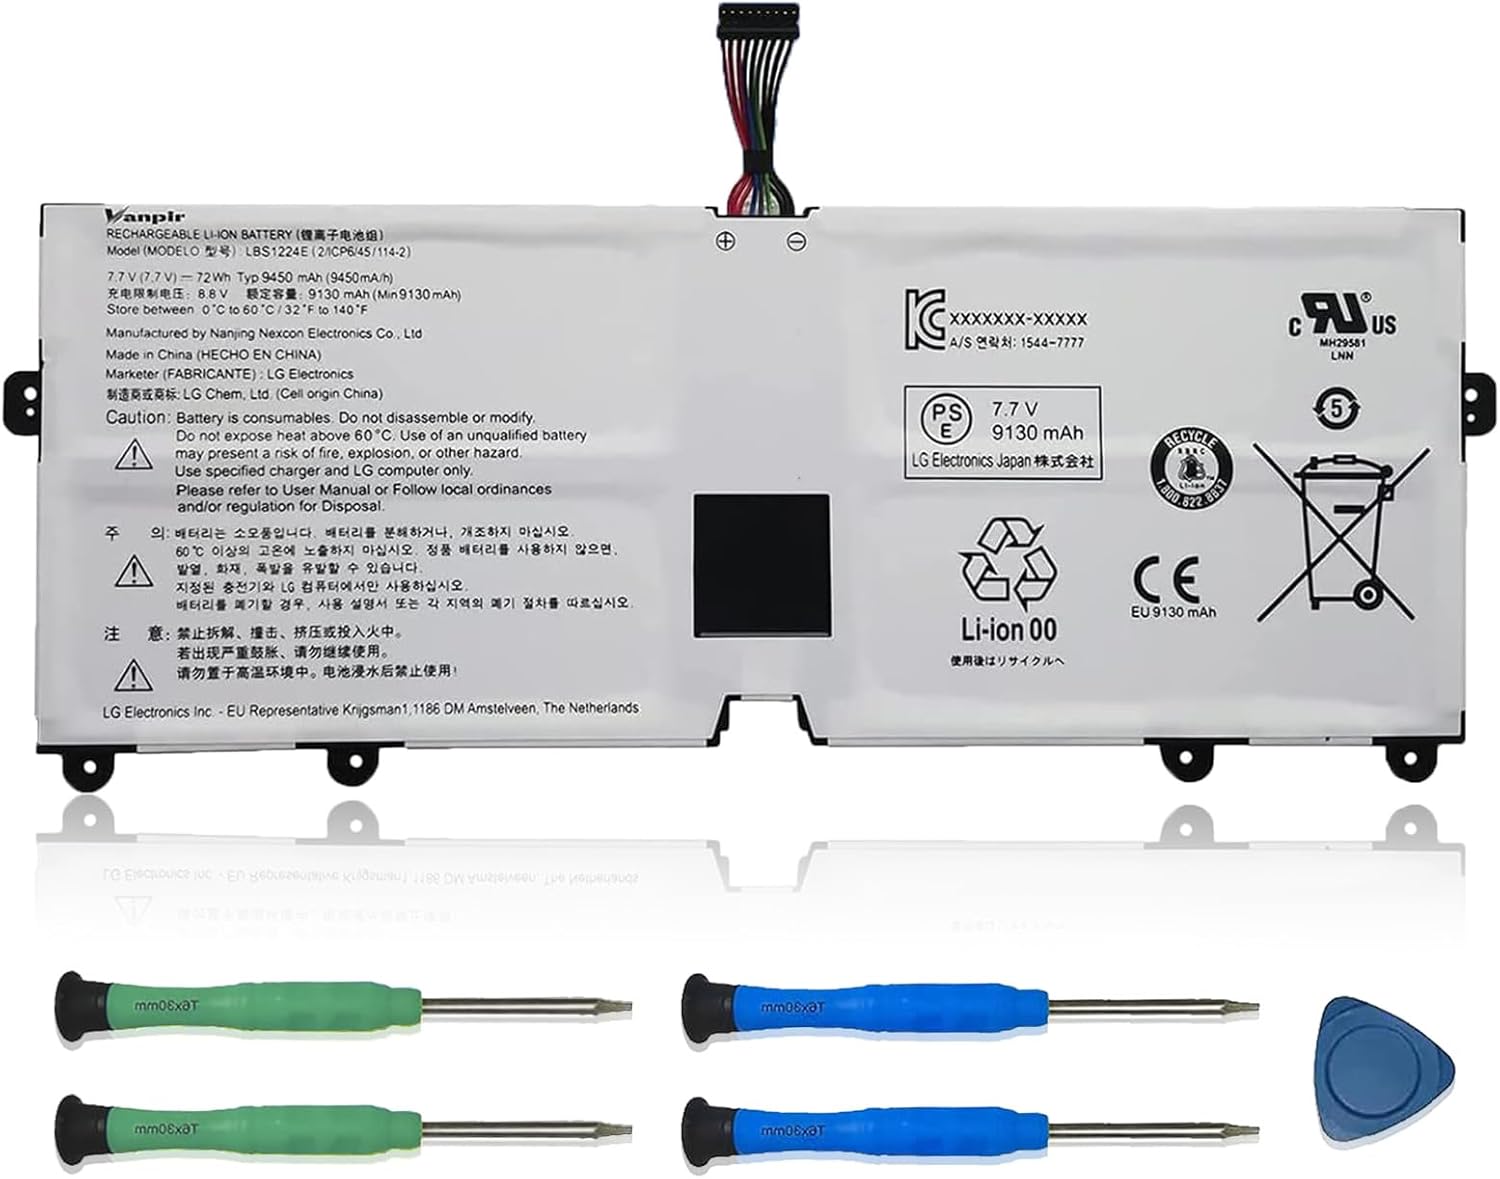 Vanpir
RECHARGEABLE LI-ION BATTERY (锂离子电池组)
Model (MODELO 型号) : LBS1224E (2/ICP6/45/114-2)
7.7 V (7.7 V) ⎓ 72Wh Typ 9450 mAh (9450mA/h)
充电限制电压: 8.8 V 额定容量: 9130 mAh (Min9130 mAh)
Store between 0°C to 60°C / 32°F to 140°F
Manufactured by Nanjing Nexcon Electronics Co., Ltd
Made in China (HECHO EN CHINA)
Marketer (FABRICANTE) : LG Electronics
制造商或商标: LG Chem, Ltd. (Cell origin China)
Caution: Battery is consumables. Do not disassemble or modify.
Do not expose heat above 60°C. Use of an unqualified battery
may present a risk of fire, explosion, or other hazard.
Use specified charger and LG computer only.
Please refer to User Manual or Follow local ordinances
and/or regulation for Disposal.
주 의: 배터리는 소모품입니다. 배터리를 분해하거나, 개조하지 마십시오.
60℃ 이상의 고온에 노출하지 마십시오. 정품 배터리를 사용하지 않으면,
발열, 화재, 폭발을 유발할 수 있습니다.
지정된 충전기와 LG 컴퓨터에서만 사용하십시오.
배터리를 폐기할 경우, 사용 설명서 또는 각 지역의 폐기 절차를 따르십시오.
注 意: 禁止拆解、撞击、挤压或投入火中。
若出现严重鼓胀、请勿继续使用。
请勿置于高温环境中。电池浸水后禁止使用!
LG Electronics Inc. - EU Representative Krijgsman1,1186 DM Amstelveen, The Netherlands
+ −
KC XXXXXXX-XXXXX
A/S 연락처: 1544-7777
PS E
7.7 V
9130 mAh
LG Electronics Japan 株式会社
c RU ® US
MH29581
LNN
5
RECYCLE
RBRC
Li-ion
1.800.822.8837
Li-ion 00
使用後はリサイクルへ
CE
EU 9130 mAh
T6x30mm
T6x30mm
T6x30mm
T6x30mm